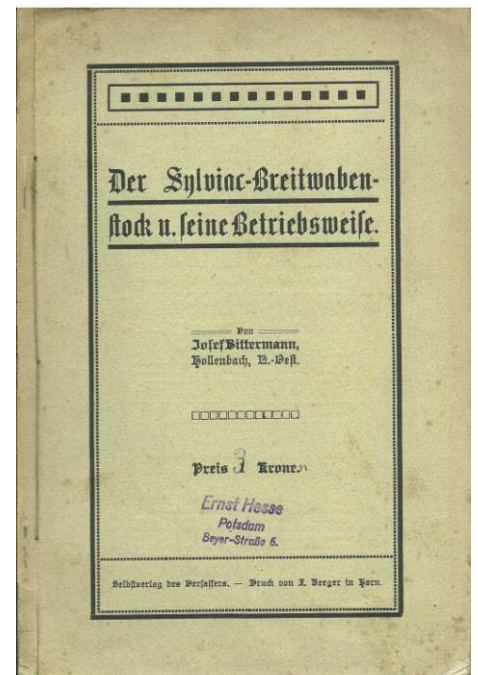 Der Sylviac-Breitwaben-
stock u. seine Betriebsweise.
Von
Josef Bittermann,
Hollenbach, N.-Oest.
Preis 3 Kronen
Ernst Hesse
Potsdam
Beyer-Straße 6.
Selbstverlag des Verfassers. — Druck von F. Berger in Horn.